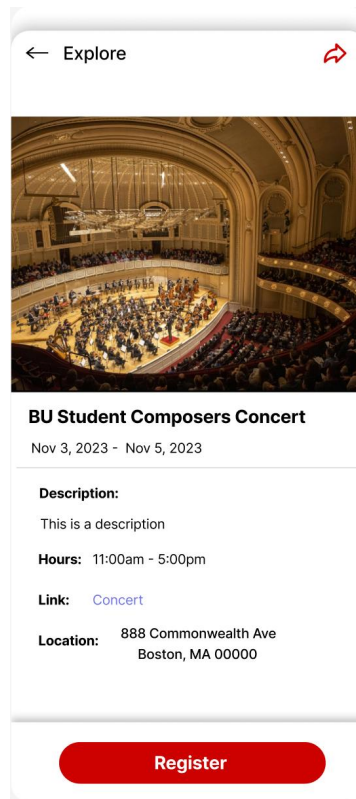 Explore
BU Student Composers Concert
Nov 3, 2023 - Nov 5, 2023
Description:
This is a description
Hours: 11:00am - 5:00pm
Link: Concert
Location: 888 Commonwealth Ave
Boston, MA 00000
Register